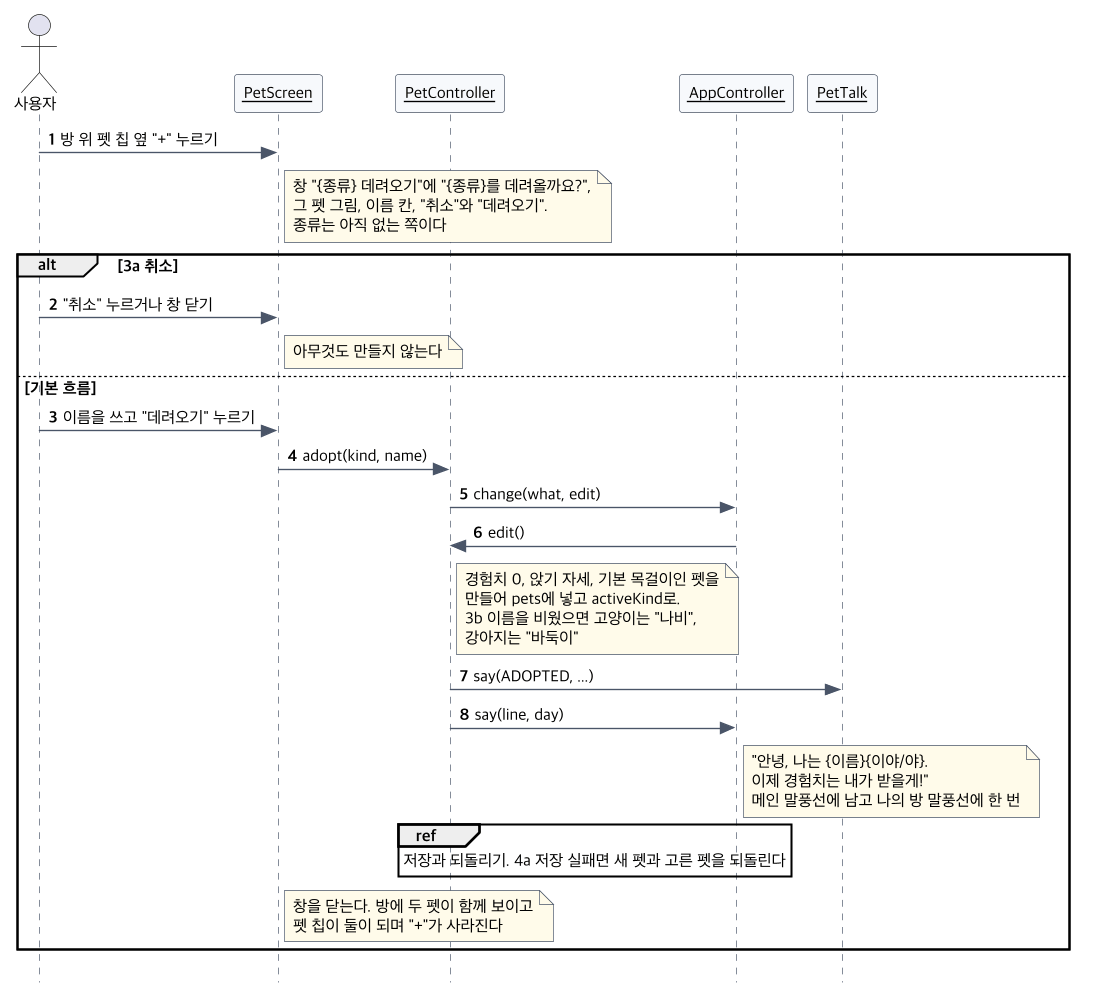 사용자
PetScreen
PetController
AppController
PetTalk
1 방 위 펫 칩 옆 "+" 누르기
창 "{종류} 데려오기"에 "{종류}를 데려올까요?",
그 펫 그림, 이름 칸, "취소"와 "데려오기".
종류는 아직 없는 쪽이다
alt
[3a 취소]
2 "취소" 누르거나 창 닫기
아무것도 만들지 않는다
[기본 흐름]
3 이름을 쓰고 "데려오기" 누르기
4 adopt(kind, name)
5 change(what, edit)
6 edit()
경험치 0, 앉기 자세, 기본 목걸이인 펫을
만들어 pets에 넣고 activeKind로.
3b 이름을 비웠으면 고양이는 "나비",
강아지는 "바둑이"
7 say(ADOPTED, ...)
8 say(line, day)
"안녕, 나는 {이름}{이야/야}.
이제 경험치는 내가 받을게!"
메인 말풍선에 남고 나의 방 말풍선에 한 번
ref
저장과 되돌리기. 4a 저장 실패면 새 펫과 고른 펫을 되돌린다
창을 닫는다. 방에 두 펫이 함께 보이고
펫 칩이 둘이 되며 "+"가 사라진다